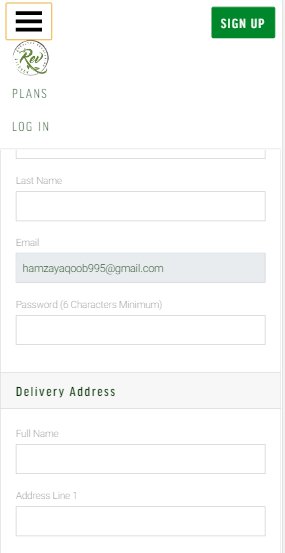 SIGN UP
Rev
PLANS
LOG IN
Last Name
Email
hamzayaqoob995@gmail.com
Password (6 Characters Minimum)
Delivery Address
Full Name
Address Line 1